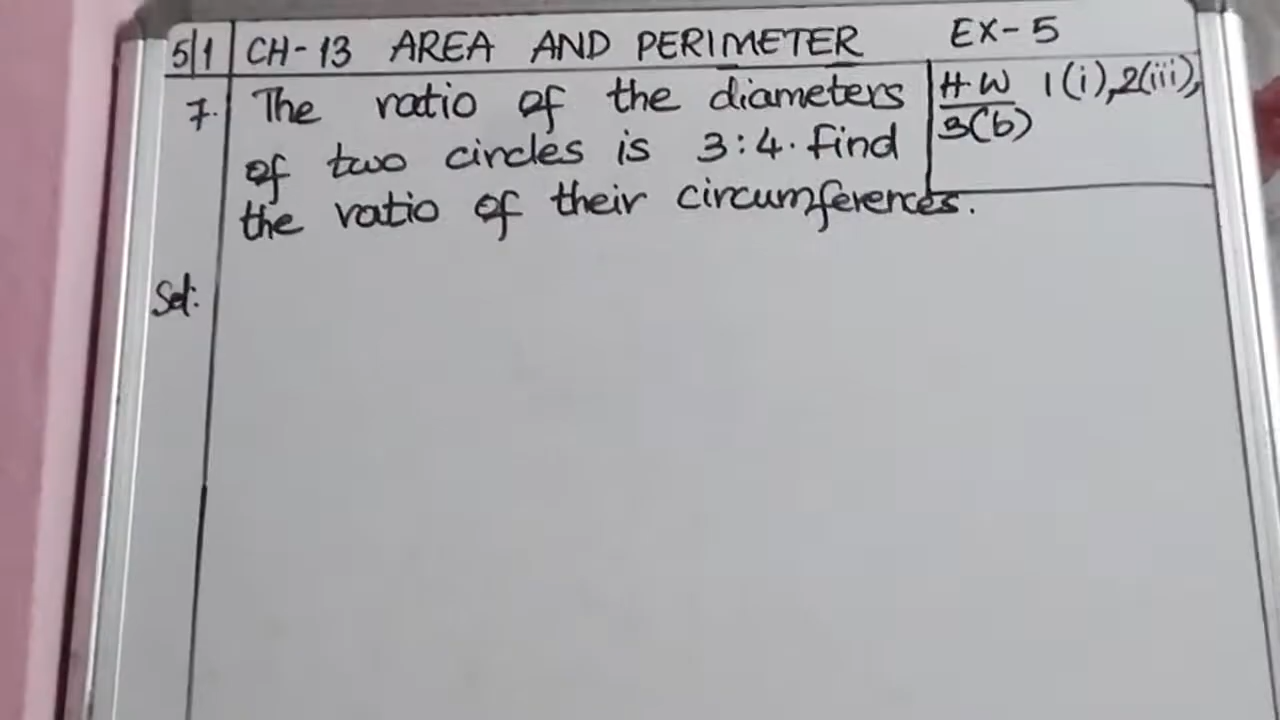 5|1 CH-13 AREA AND PERIMETER EX-5
7. The ratio of the diameters
of two circles is 3:4. Find
the ratio of their circumferences.
H.W 1(i), 2(iii),
3(b)
Sol: